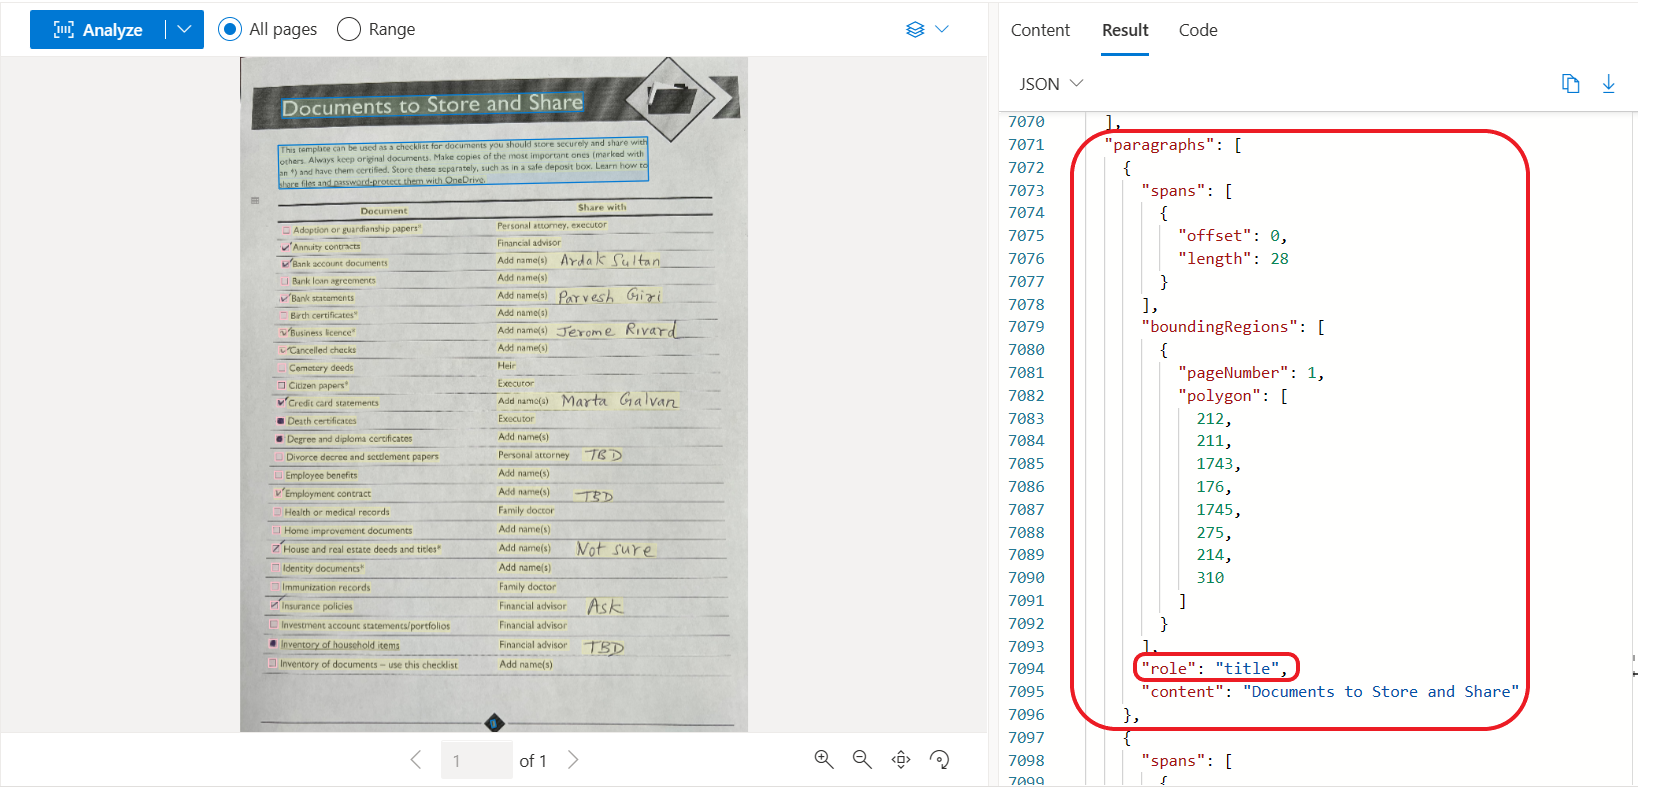 Analyze
All pages
Range
Documents to Store and Share
This template can be used as a checklist for documents you should store securely and share with
others. Always keep original documents. Make copies of the most important ones (marked with
an *) and have them certified. Store these separately, such as in a safe deposit box. Learn how to
share files and password-protect them with OneDrive.
Document Share with
Adoption or guardianship papers* Personal attorney, executor
Annuity contracts Financial advisor
Bank account documents Add name(s) Ardak Sultan
Bank loan agreements Add name(s)
Bank statements Add name(s) Parvesh Giri
Birth certificates* Add name(s)
Business licence* Add name(s) Jerome Rivard
Cancelled checks Add name(s)
Cemetery deeds Heir
Citizen papers* Executor
Credit card statements Add name(s) Marta Galvan
Death certificates Executor
Degree and diploma certificates Add name(s)
Divorce decree and settlement papers Personal attorney TBD
Employee benefits Add name(s)
Employment contract Add name(s) TBD
Health or medical records Family doctor
Home improvement documents Add name(s)
House and real estate deeds and titles* Add name(s) Not sure
Identity documents* Add name(s)
Immunization records Family doctor
Insurance policies Financial advisor Ask
Investment account statements/portfolios Financial advisor
Inventory of household items Financial advisor TBD
Inventory of documents – use this checklist Add name(s)
1 of 1
Content Result Code
JSON
7070 ],
7071 "paragraphs": [
7072 {
7073 "spans": [
7074 {
7075 "offset": 0,
7076 "length": 28
7077 }
7078 ],
7079 "boundingRegions": [
7080 {
7081 "pageNumber": 1,
7082 "polygon": [
7083 212,
7084 211,
7085 1743,
7086 176,
7087 1745,
7088 275,
7089 214,
7090 310
7091 ]
7092 }
7093 ],
7094 "role": "title",
7095 "content": "Documents to Store and Share"
7096 },
7097 {
7098 "spans": [
7099 {